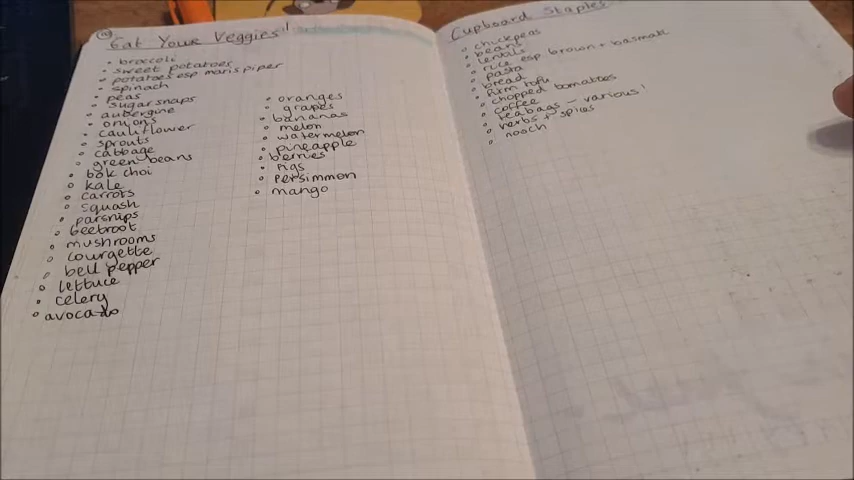 Eat Your Veggies!
broccoli
sweet potatoes
potatoes esp maris piper
spinach
peas
sugarsnaps
aubergine
onions
cauliflower
sprouts
cabbage
green beans
bok choi
kale
carrots
squash
parsnips
beetroot
mushrooms
courgette
bell pepper
lettuce
celery
avocado
oranges
grapes
bananas
melon
watermelon
pineapple
berries
figs
persimmon
mango
Cupboard Staples
chickpeas
beans
lentils
rice esp brown + basmati
pasta
bread
firm tofu
chopped tomatoes
coffee
teabags - various!
herbs + spices
nooch